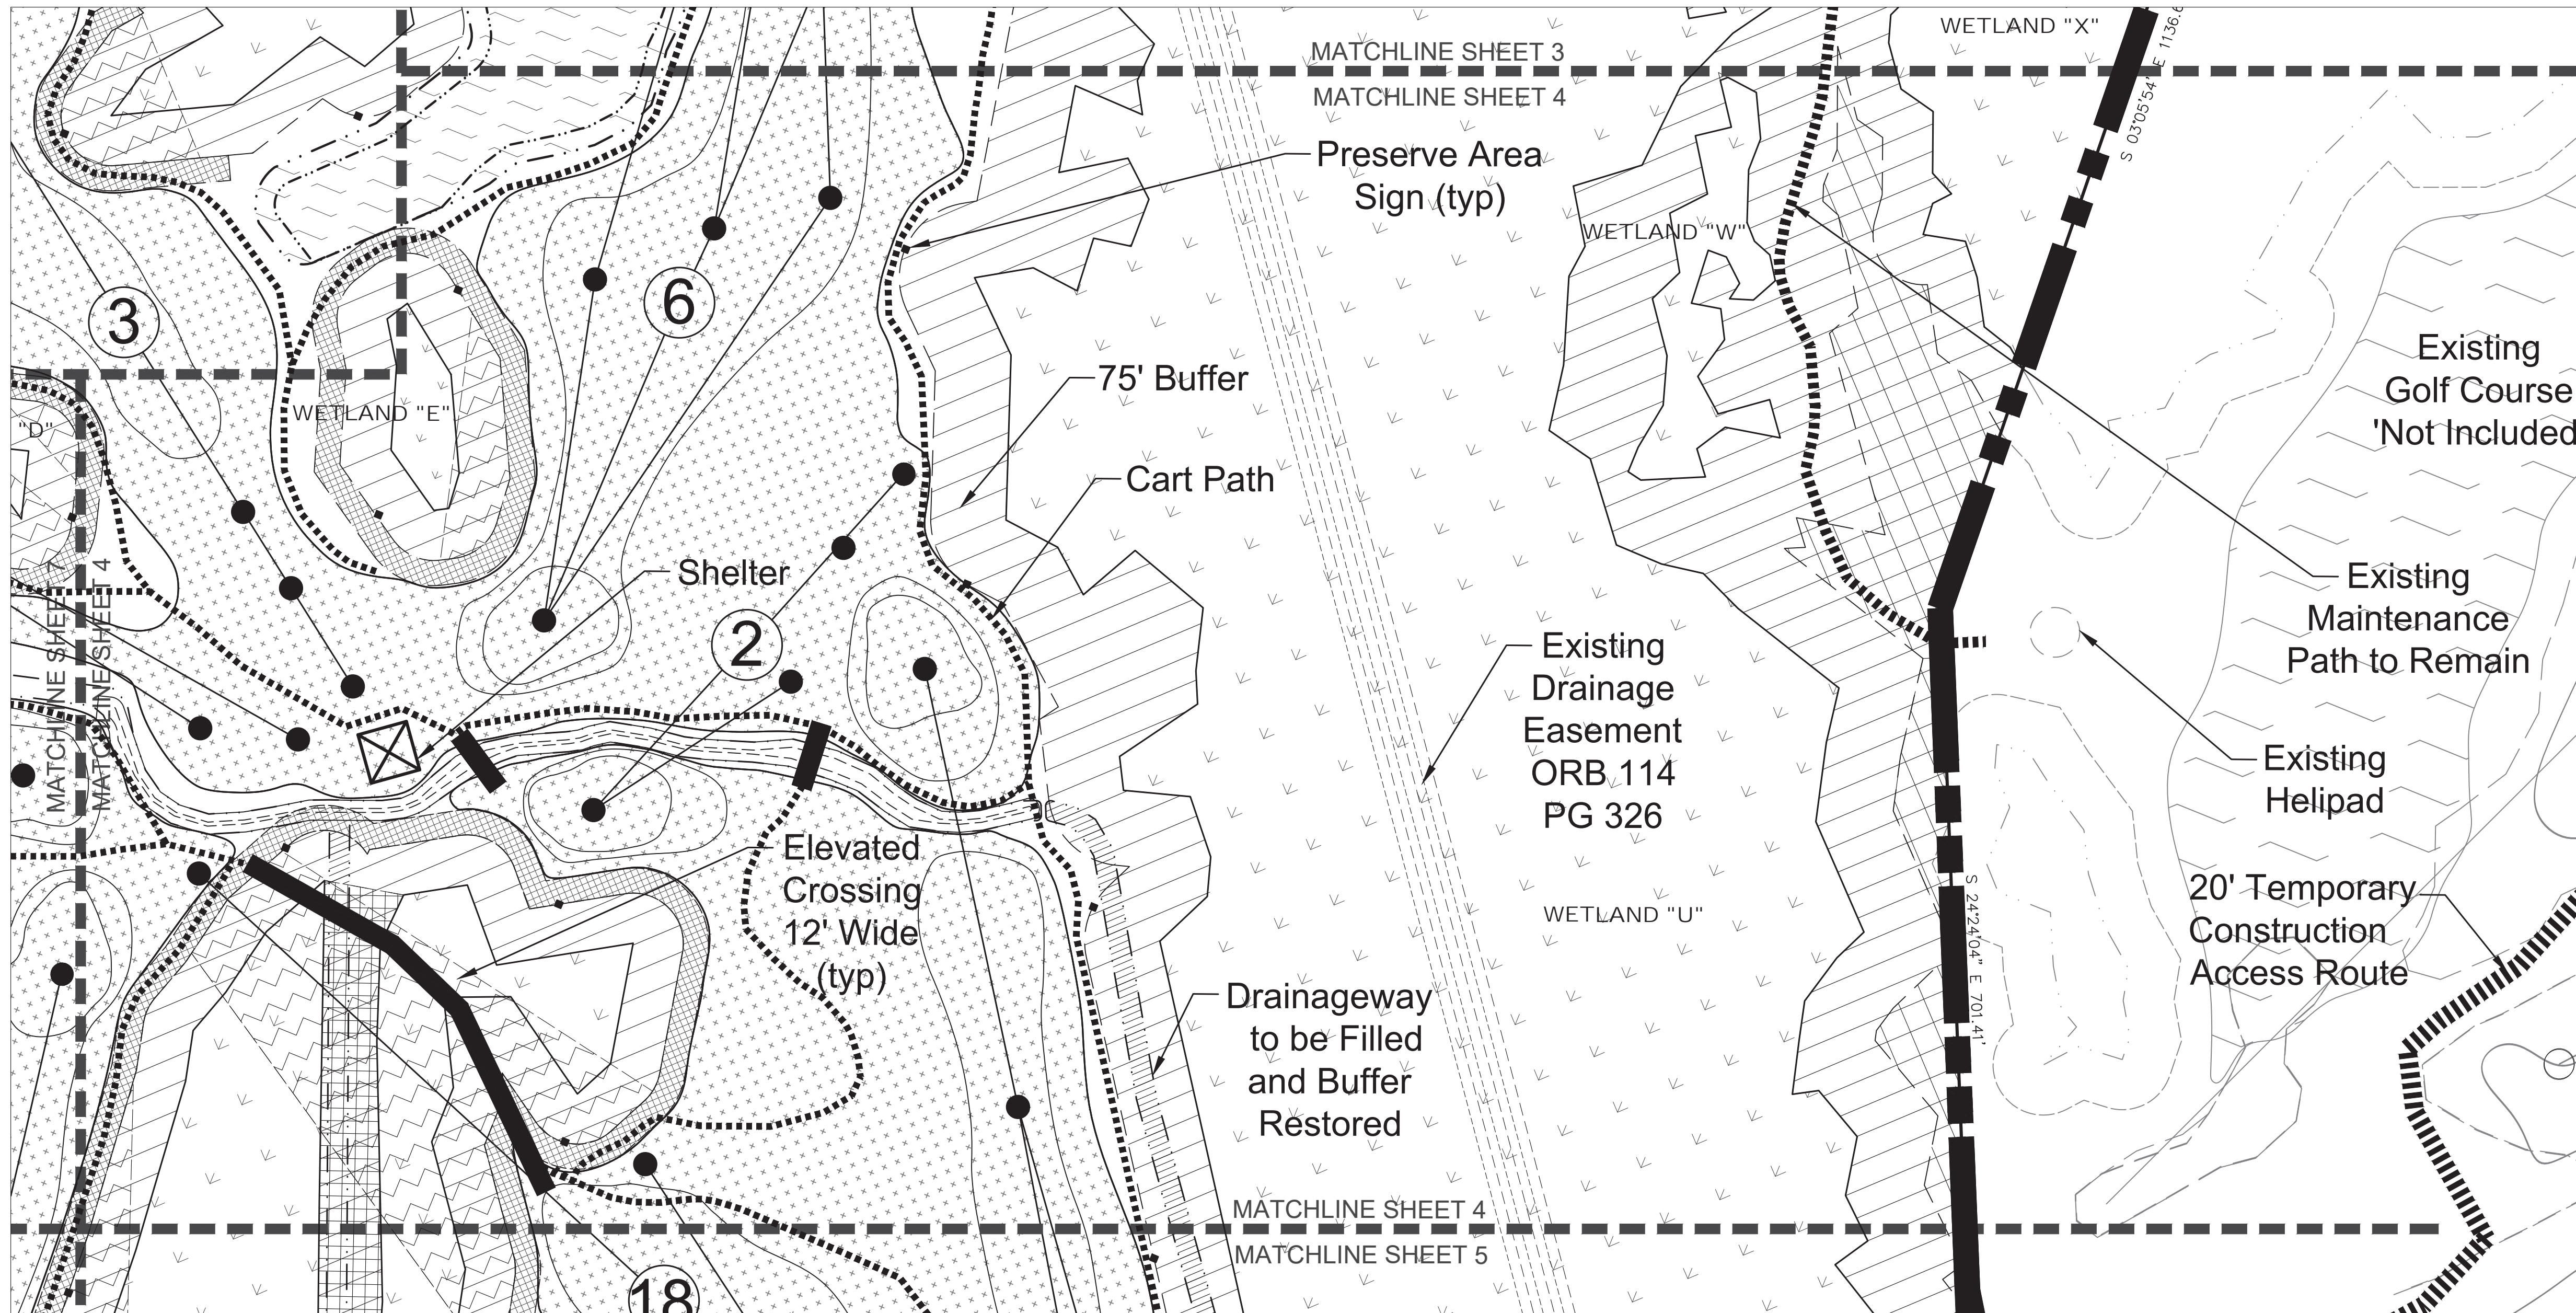 WETLAND "X"
S 03°05'54" E 1136.6
MATCHLINE SHEET 3
MATCHLINE SHEET 4
Preserve Area
Sign (typ)
WETLAND "W"
6
3
Existing
Golf Course
'Not Included
75' Buffer
WETLAND "E"
"D"
Cart Path
Shelter
MATCHLINE SHEET 7
MATCHLINE SHEET 4
2
Existing
Maintenance
Path to Remain
Existing
Drainage
Easement
ORB 114
PG 326
Existing
Helipad
Elevated
Crossing
12' Wide
(typ)
WETLAND "U"
S 24°24'04" E 701.41'
20' Temporary
Construction
Access Route
Drainageway
to be Filled
and Buffer
Restored
MATCHLINE SHEET 4
MATCHLINE SHEET 5
18